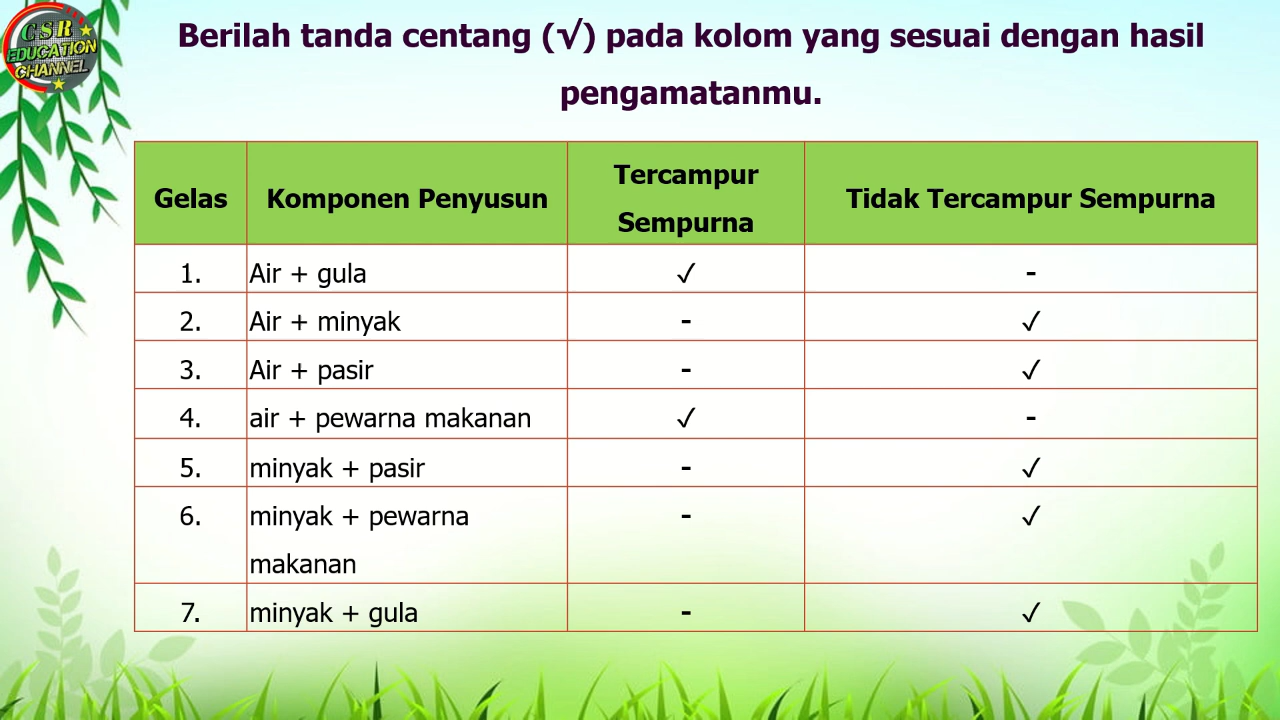 CSR
EDUCATION
CHANNEL
Berilah tanda centang (√) pada kolom yang sesuai dengan hasil
pengamatanmu.
Gelas Komponen Penyusun Tercampur Sempurna Tidak Tercampur Sempurna
1. Air + gula ✓ -
2. Air + minyak - ✓
3. Air + pasir - ✓
4. air + pewarna makanan ✓ -
5. minyak + pasir - ✓
6. minyak + pewarna - ✓
makanan
7. minyak + gula - ✓